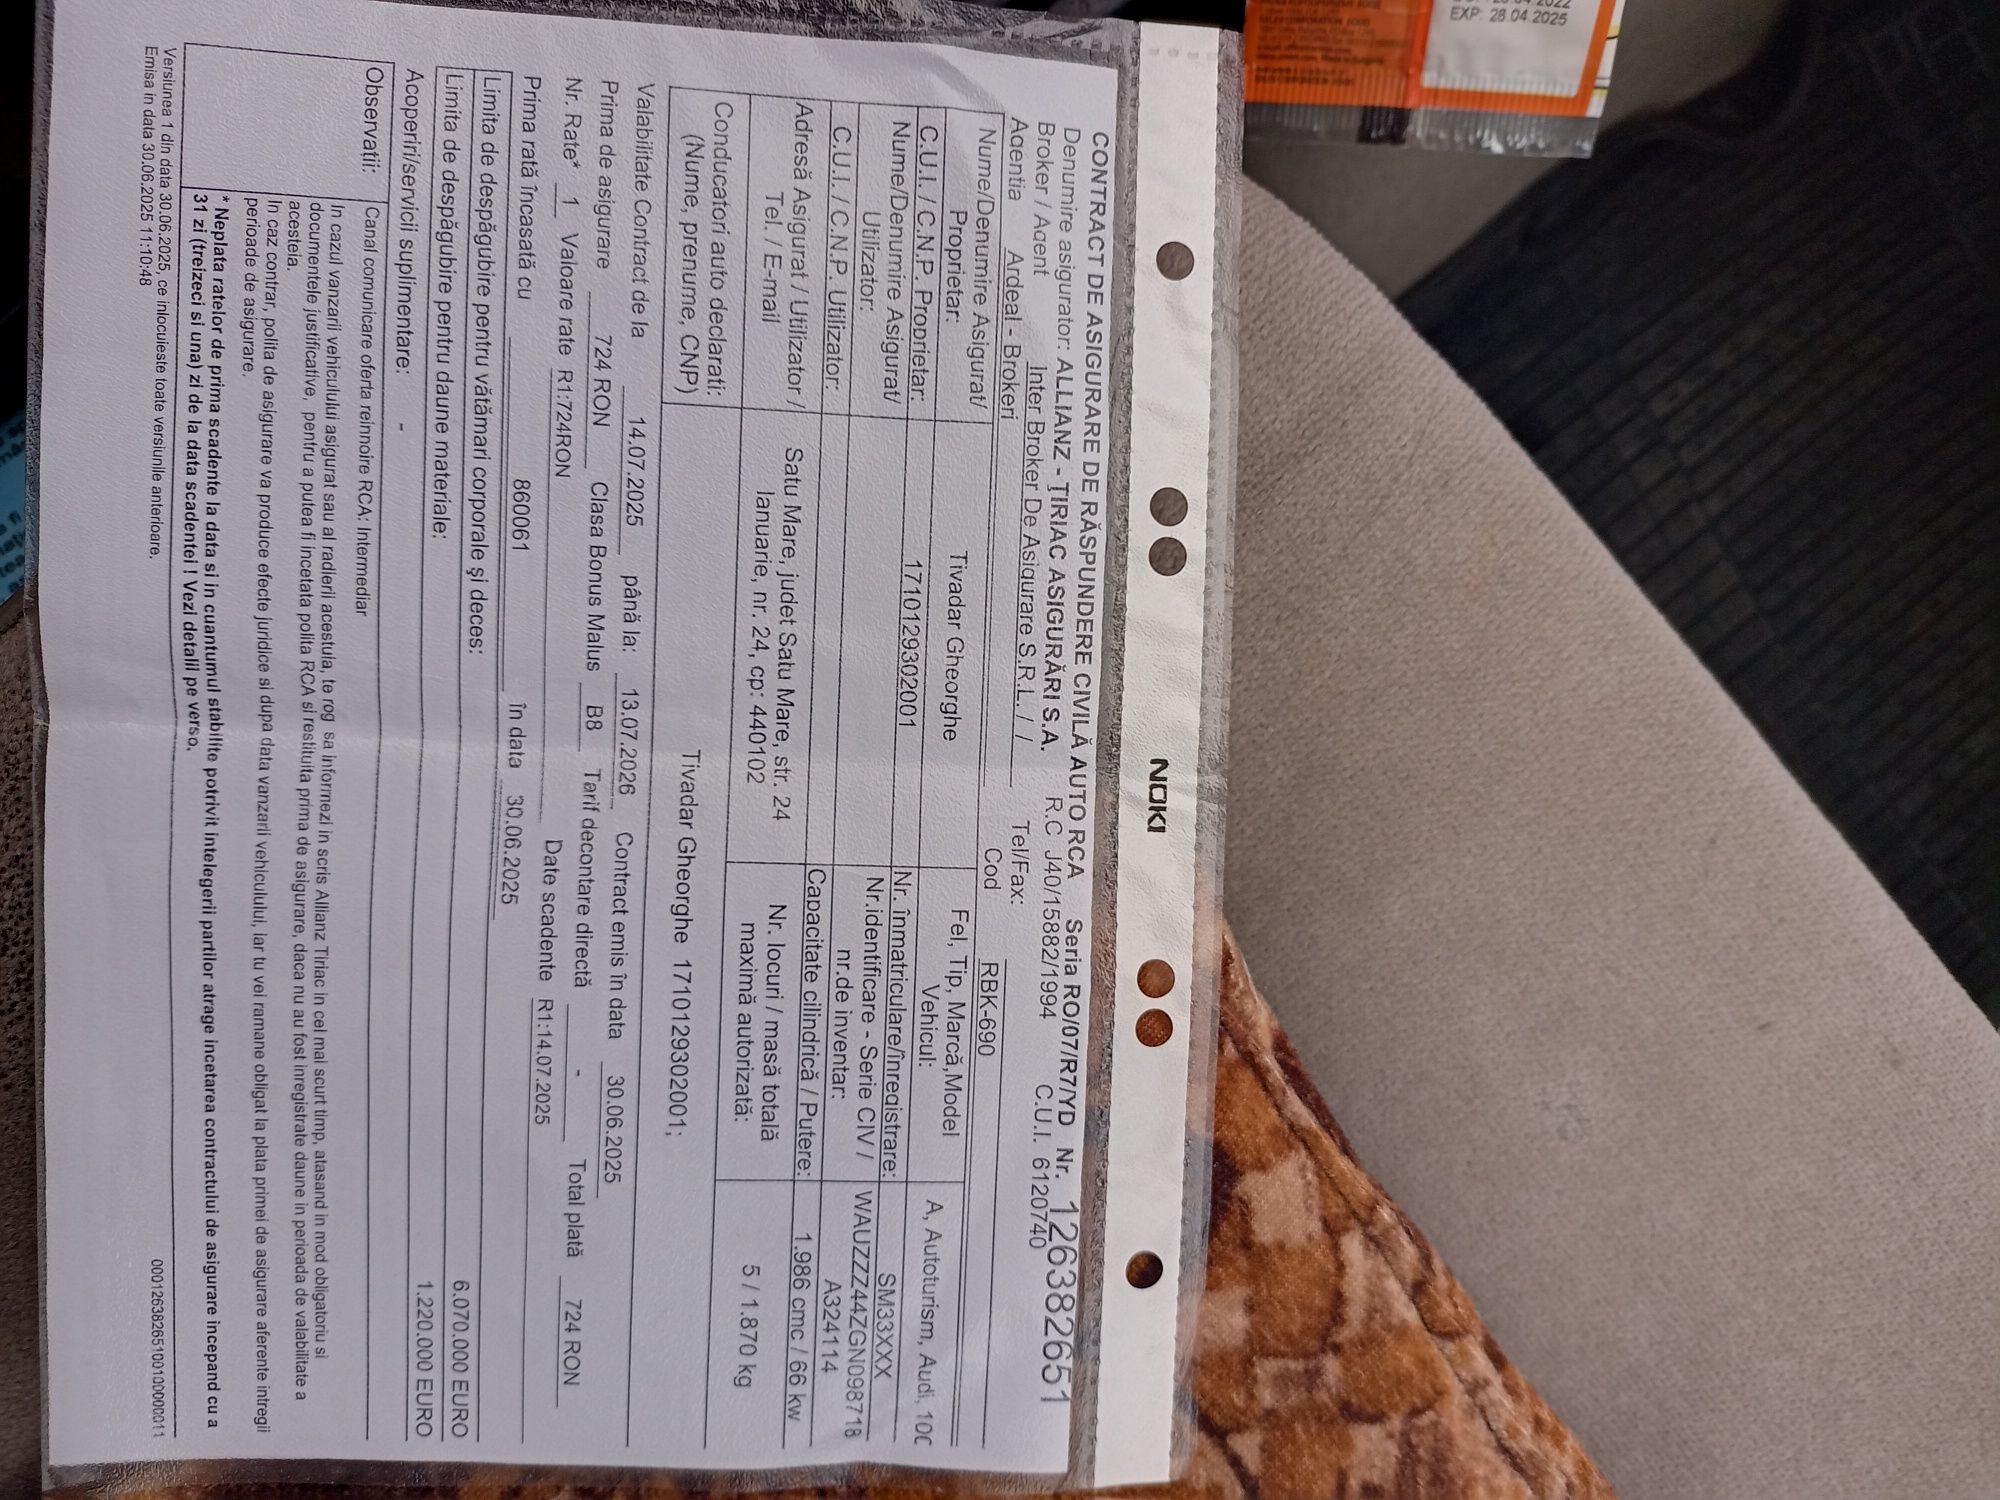 EXP: 28 04 2025
NOKI
CONTRACT DE ASIGURARE DE RĂSPUNDERE CIVILĂ AUTO RCA Seria RO/07/R7/YD Nr. 1263826​51
Denumire asigurator: ALLIANZ - ŢIRIAC ASIGURĂRI S.A. R.C J40/15882/1994 C.U.I. 6120740
Broker / Agent Inter Broker De Asigurare S.R.L. / / Tel/Fax:
Agentia Ardeal - Brokeri Cod RBK-690
Nume/Denumire Asigurat/ Proprietar: Tivadar Gheorghe Fel, Tip, Marcă,Model Vehicul: A, Autoturism, Audi, 100
C.U.I. / C.N.P. Proprietar: 1710129302001 Nr. înmatriculare/înregistrare: SM33XXX
Nume/Denumire Asigurat/ Utilizator: Nr.identificare - Serie CIV / nr.de inventar: WAUZZZ44ZGN098718 A324114
C.U.I. / C.N.P. Utilizator: Capacitate cilindrică / Putere: 1.986 cmc / 66 kw
Adresă Asigurat / Utilizator / Tel. / E-mail Satu Mare, judet Satu Mare, str. 24 Ianuarie, nr. 24, cp: 440102 Nr. locuri / masă totală maximă autorizată: 5 / 1.870 kg
Conducatori auto declarati: (Nume, prenume, CNP) Tivadar Gheorghe 1710129302001;
Valabilitate Contract de la 14.07.2025 până la: 13.07.2026 Contract emis în data 30.06.2025
Prima de asigurare 724 RON Clasa Bonus Malus B8 Tarif decontare directă - Total plată 724 RON
Nr. Rate* 1 Valoare rate R1:724RON Date scadente R1:14.07.2025
Prima rată încasată cu 860061 în data 30.06.2025
Limita de despăgubire pentru vătămari corporale şi deces: 6.070.000 EURO
Limita de despăgubire pentru daune materiale: 1.220.000 EURO
Acoperiri/servicii suplimentare: -
Observaţii: Canal comunicare oferta reinnoire RCA: Intermediar
In cazul vanzarii vehiculului asigurat sau al radierii acestuia, te rog sa informezi in scris Allianz Tiriac in cel mai scurt timp, atasand in mod obligatoriu si
documentele justificative, pentru a putea fi incetata polita RCA si restituita prima de asigurare, daca nu au fost inregistrate daune in perioada de valabilitate a
acesteia.
In caz contrar, polita de asigurare va produce efecte juridice si dupa data vanzarii vehiculului, iar tu vei ramane obligat la plata primei de asigurare aferente intregii
perioade de asigurare.
* Neplata ratelor de prima scadente la data si in cuantumul stabilite potrivit intelegerii partilor atrage incetarea contractului de asigurare incepand cu a
31 zi (treizeci si una) zi de la data scadentei ! Vezi detalii pe verso.
Versiunea 1 din data 30.06.2025, ce inlocuieste toate versiunile anterioare.
Emisa in data 30.06.2025 11:10:48